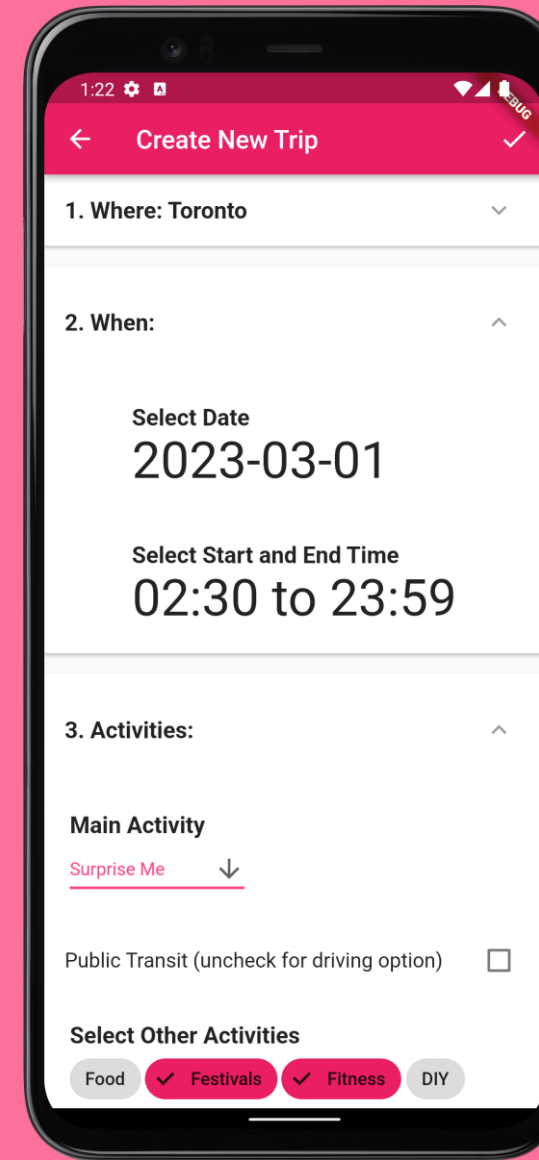 1:22
DEBUG
Create New Trip
1. Where: Toronto
2. When:
Select Date
2023-03-01
Select Start and End Time
02:30 to 23:59
3. Activities:
Main Activity
Surprise Me
Public Transit (uncheck for driving option)
Select Other Activities
Food Festivals Fitness DIY